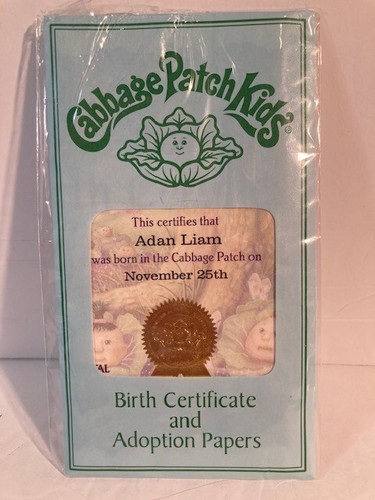 Cabbage Patch Kids®
This certifies that
Adan Liam
was born in the Cabbage Patch on
November 25th
AL
Birth Certificate
and
Adoption Papers